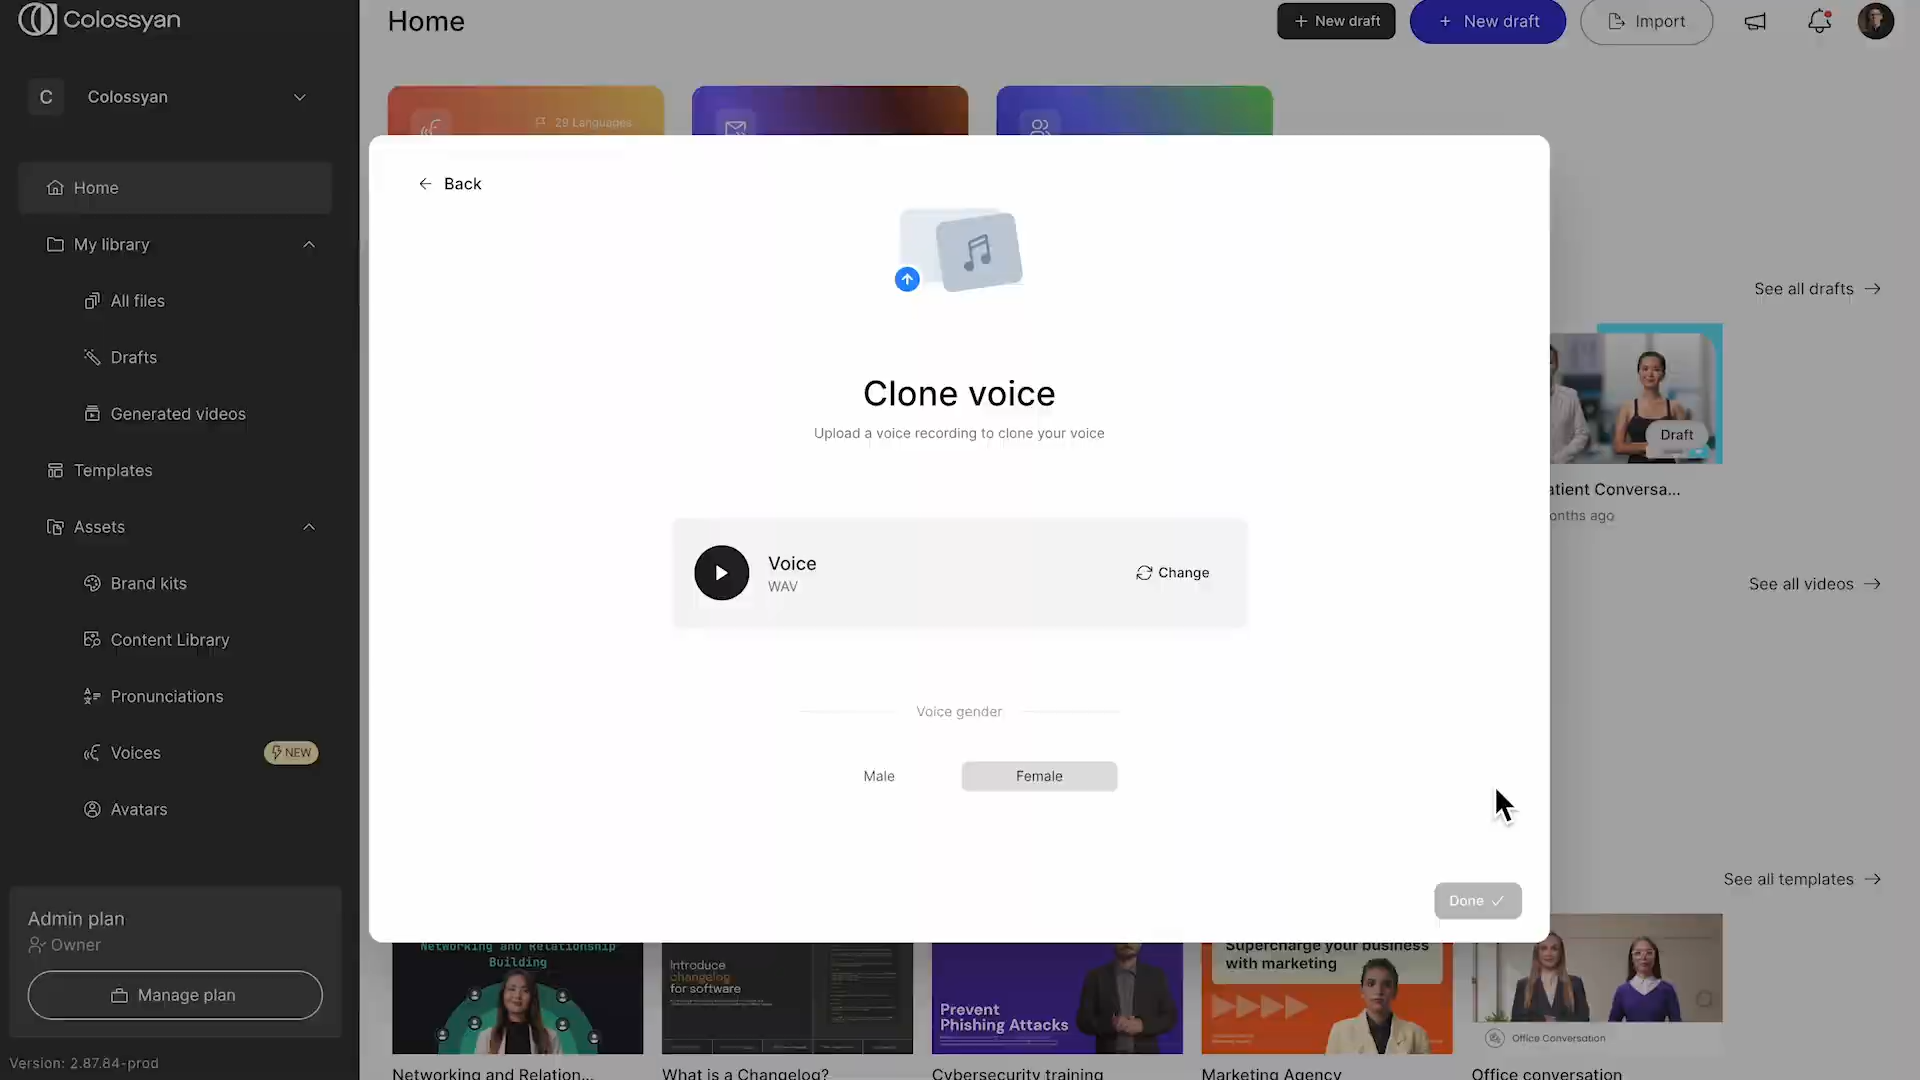 Colossyan
Home
+ New draft
+ New draft
Import
C
Colossyan
29 Languages
Home
My library
All files
Drafts
Generated videos
Templates
Assets
Brand kits
Content Library
Pronunciations
Voices
NEW
Avatars
Admin plan
Owner
Manage plan
Version: 2.87.84-prod
← Back
Clone voice
Upload a voice recording to clone your voice
Voice
WAV
Change
Voice gender
Male
Female
Done ✓
See all drafts →
Draft
atient Conversa...
onths ago
See all videos →
See all templates →
Networking and Relationship
Building
Introduce
changelog
for software
Prevent
Phishing Attacks
Supercharge your business
with marketing
Office Conversation
Networking and Relation...
What is a Changelog?
Cybersecurity training
Marketing Agency
Office conversation